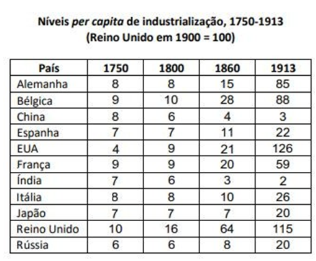 Níveis per capita de industrialização, 1750-1913
(Reino Unido em 1900 = 100)
País 1750 1800 1860 1913
Alemanha 8 8 15 85
Bélgica 9 10 28 88
China 8 6 4 3
Espanha 7 7 11 22
EUA 4 9 21 126
França 9 9 20 59
Índia 7 6 3 2
Itália 8 8 10 26
Japão 7 7 7 20
Reino Unido 10 16 64 115
Rússia 6 6 8 20